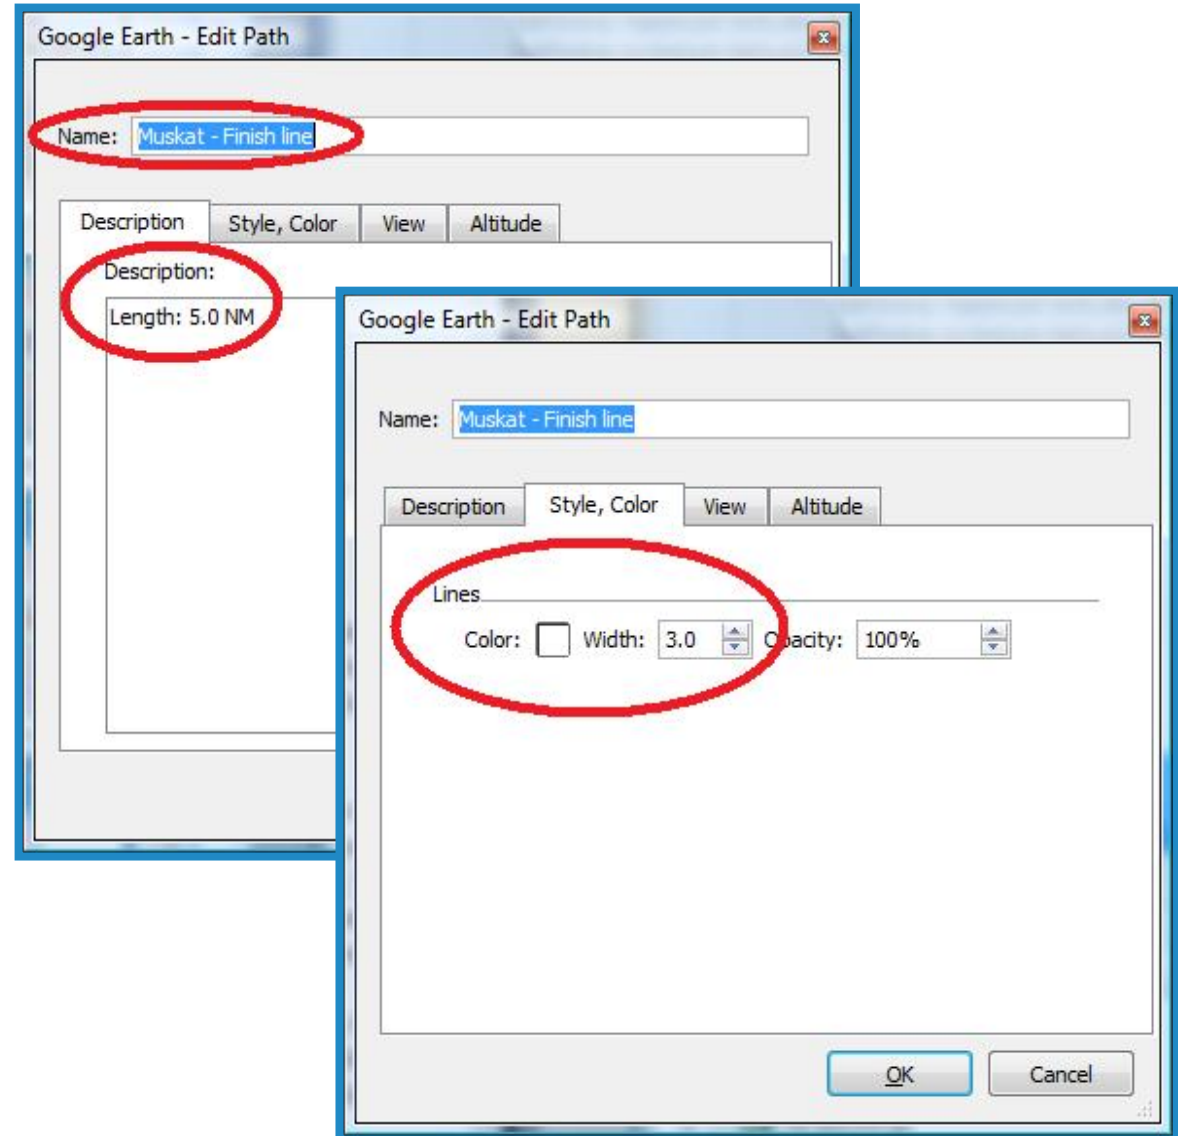 Google Earth - Edit Path
Name: Muskat - Finish line
Description Style, Color View Altitude
Description:
Length: 5.0 NM
Google Earth - Edit Path
Name: Muskat - Finish line
Description Style, Color View Altitude
Lines
Color: Width: 3.0 Opacity: 100%
OK Cancel